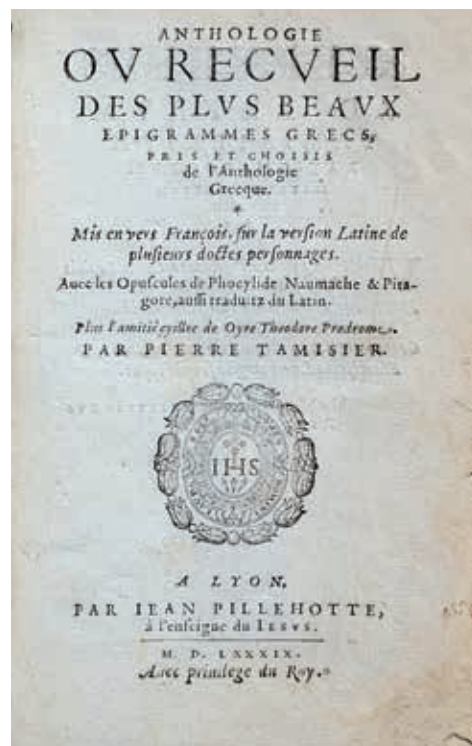 ANTHOLOGIE
OV RECVEIL
DES PLVS BEAVX
EPIGRAMMES GRECS,
PRIS ET CHOISIS
de l'Anthologie
Grecque.
*
Mis en vers François, sur la version Latine de
plusieurs doctes personnages.
Auec les Opuscules de Phocylide Naumache & Pita-
gore, aussi traduitz du Latin.
Plus l'amitié exillee de Cyre Theodore Prodrome.
PAR PIERRE TAMISIER.
IHS
A LYON,
PAR IEAN PILLEHOTTE,
à l'enseigne du IESVS.
M. D. LXXXIX.
Auec priuilege du Roy.